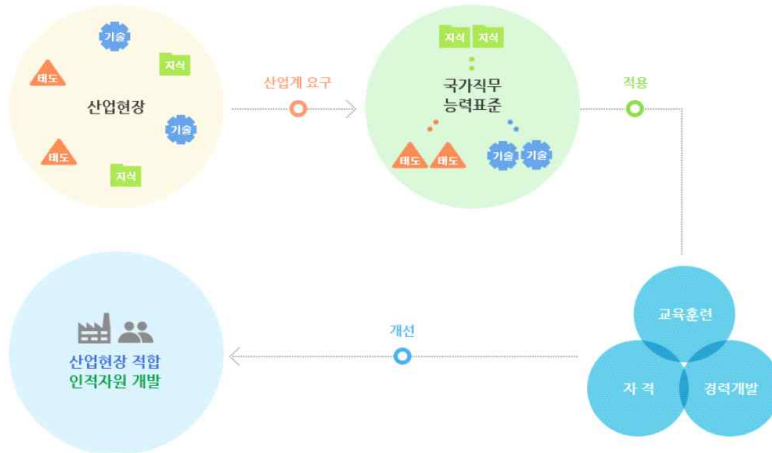 기술
지식
태도
산업현장
기술
태도
지식
산업계 요구
지식 지식
국가직무
능력표준
태도 태도 기술 기술
적용
교육훈련
자 격
경력개발
개선
산업현장 적합
인적자원 개발